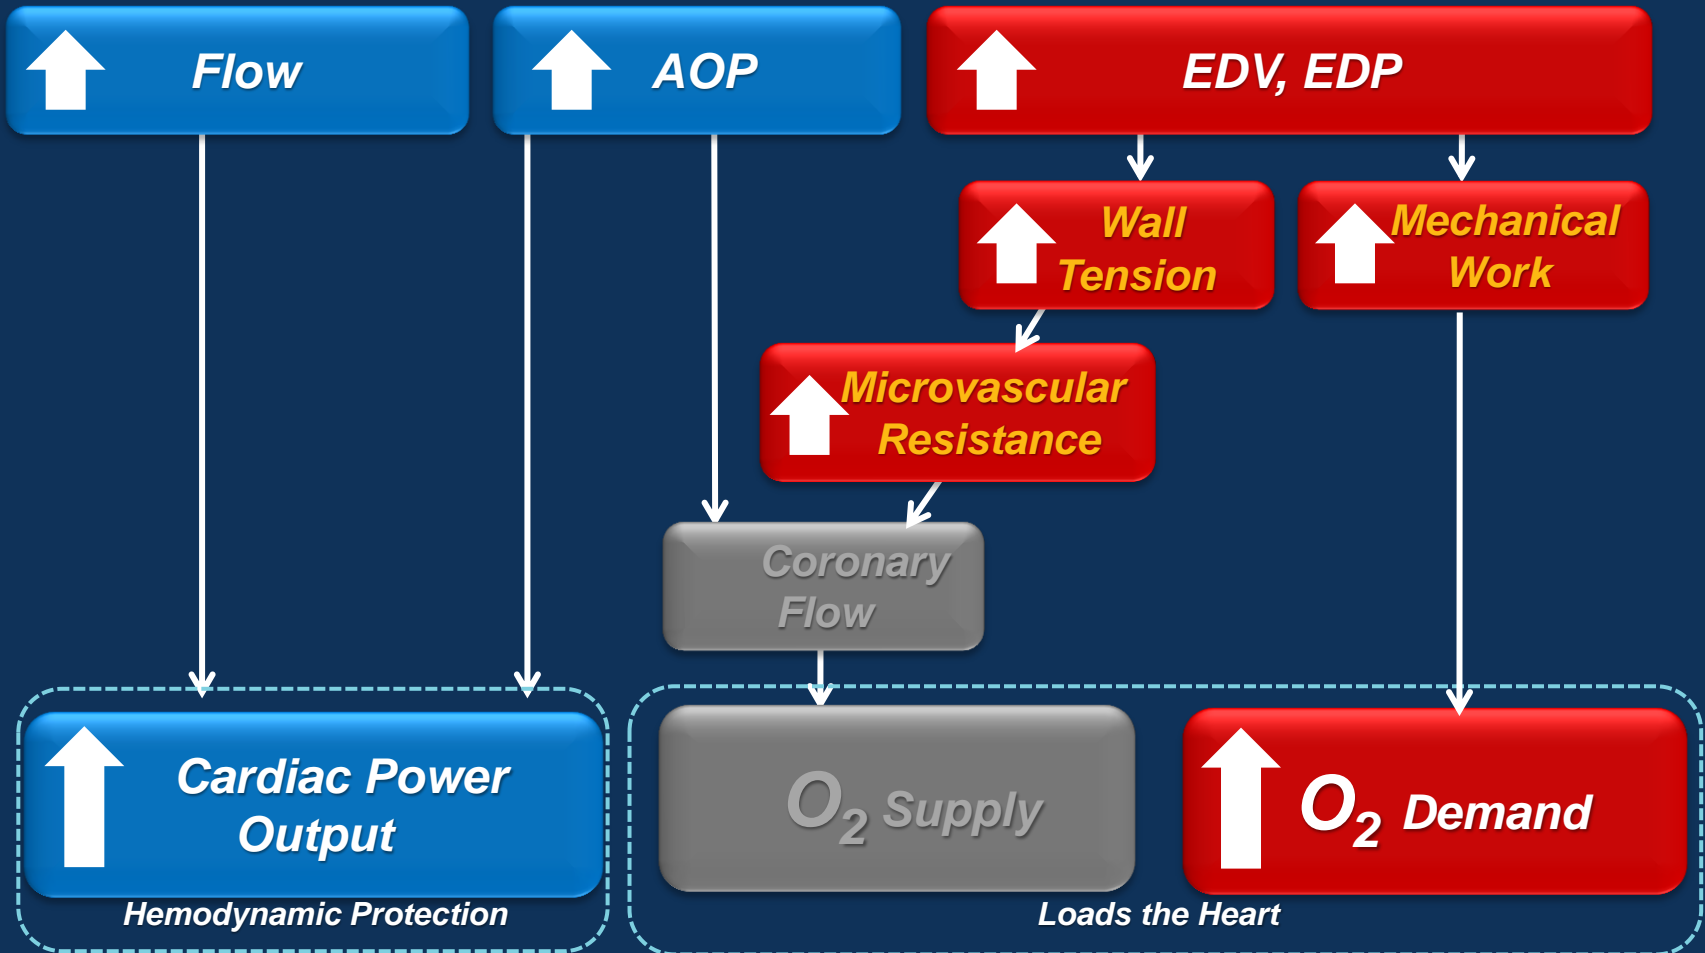 Flow
AOP
EDV, EDP
Wall
Tension
Mechanical
Work
Microvascular
Resistance
Coronary
Flow
Cardiac Power
Output
O2 Supply
O2 Demand
Hemodynamic Protection
Loads the Heart